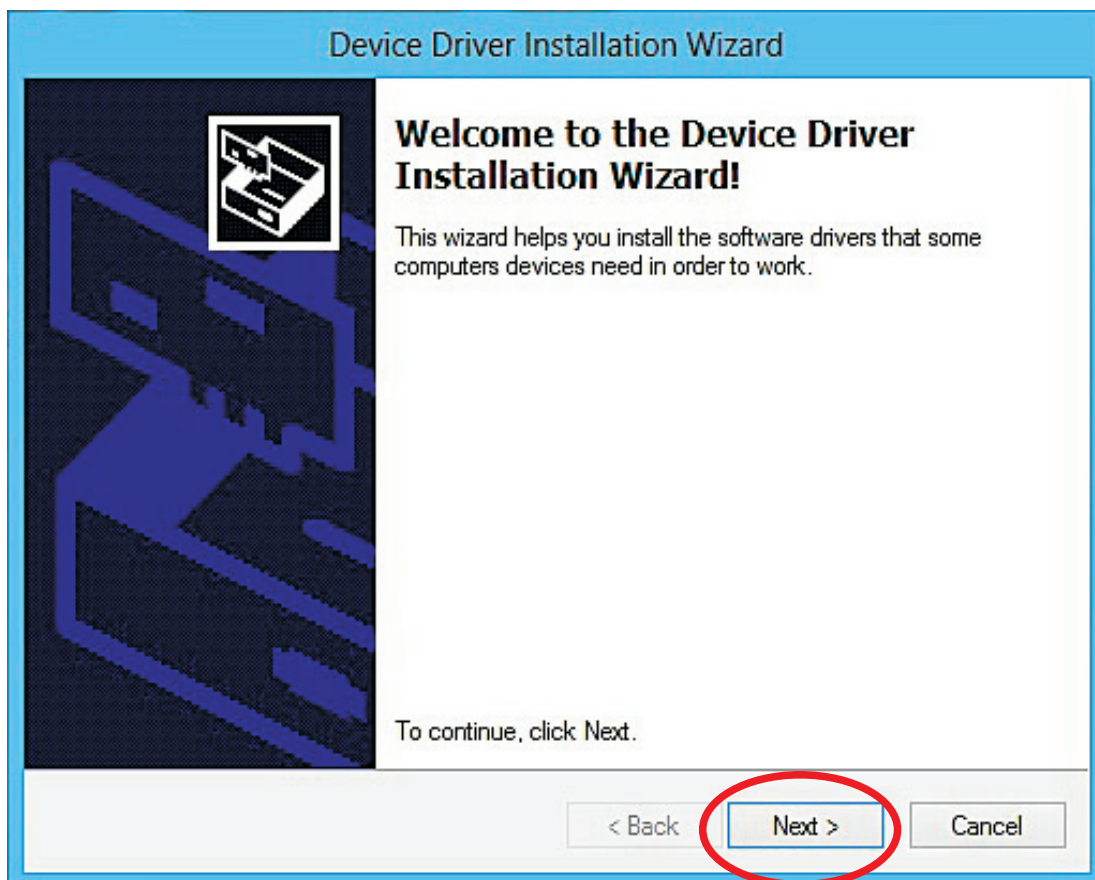 Device Driver Installation Wizard
Welcome to the Device Driver
Installation Wizard!
This wizard helps you install the software drivers that some
computers devices need in order to work.
To continue, click Next.
< Back
Next >
Cancel